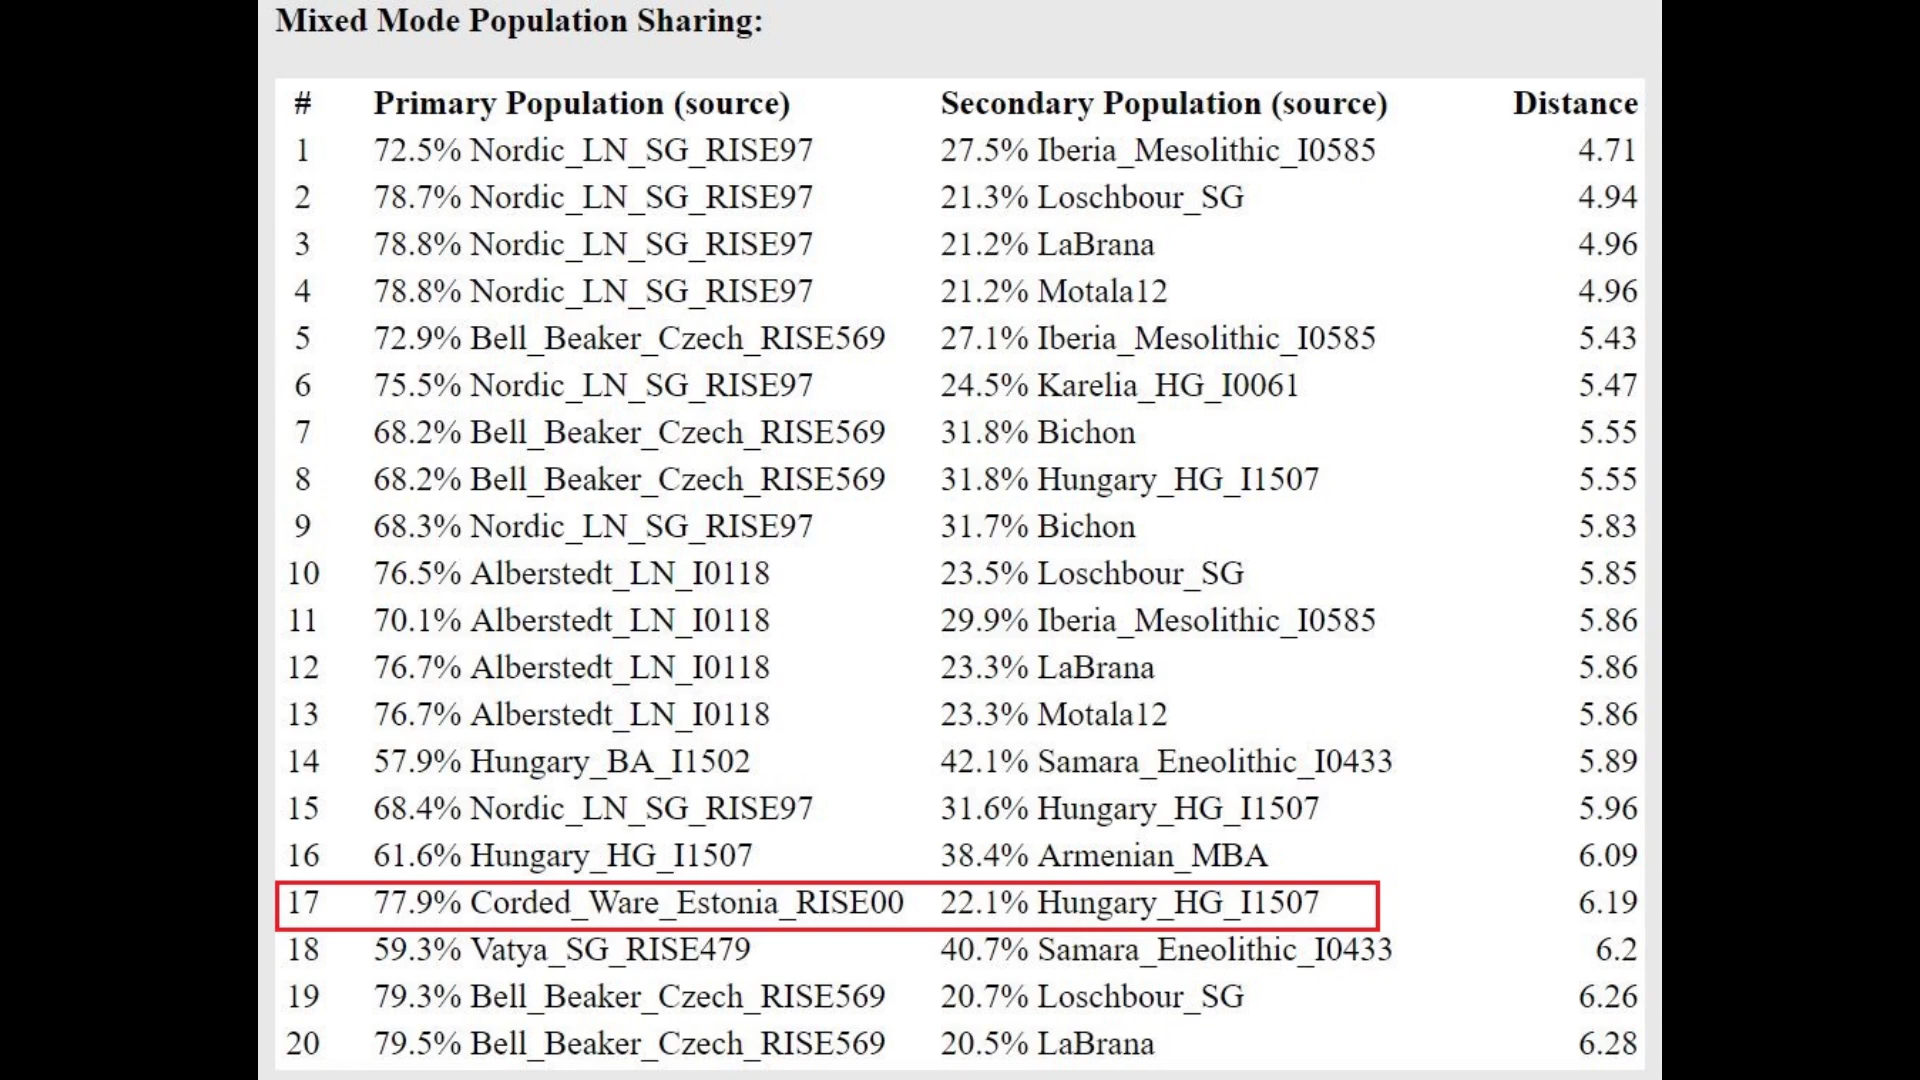 Mixed Mode Population Sharing:
# Primary Population (source) Secondary Population (source) Distance
1 72.5% Nordic_LN_SG_RISE97 27.5% Iberia_Mesolithic_I0585 4.71
2 78.7% Nordic_LN_SG_RISE97 21.3% Loschbour_SG 4.94
3 78.8% Nordic_LN_SG_RISE97 21.2% LaBrana 4.96
4 78.8% Nordic_LN_SG_RISE97 21.2% Motala12 4.96
5 72.9% Bell_Beaker_Czech_RISE569 27.1% Iberia_Mesolithic_I0585 5.43
6 75.5% Nordic_LN_SG_RISE97 24.5% Karelia_HG_I0061 5.47
7 68.2% Bell_Beaker_Czech_RISE569 31.8% Bichon 5.55
8 68.2% Bell_Beaker_Czech_RISE569 31.8% Hungary_HG_I1507 5.55
9 68.3% Nordic_LN_SG_RISE97 31.7% Bichon 5.83
10 76.5% Alberstedt_LN_I0118 23.5% Loschbour_SG 5.85
11 70.1% Alberstedt_LN_I0118 29.9% Iberia_Mesolithic_I0585 5.86
12 76.7% Alberstedt_LN_I0118 23.3% LaBrana 5.86
13 76.7% Alberstedt_LN_I0118 23.3% Motala12 5.86
14 57.9% Hungary_BA_I1502 42.1% Samara_Eneolithic_I0433 5.89
15 68.4% Nordic_LN_SG_RISE97 31.6% Hungary_HG_I1507 5.96
16 61.6% Hungary_HG_I1507 38.4% Armenian_MBA 6.09
17 77.9% Corded_Ware_Estonia_RISE00 22.1% Hungary_HG_I1507 6.19
18 59.3% Vatya_SG_RISE479 40.7% Samara_Eneolithic_I0433 6.2
19 79.3% Bell_Beaker_Czech_RISE569 20.7% Loschbour_SG 6.26
20 79.5% Bell_Beaker_Czech_RISE569 20.5% LaBrana 6.28